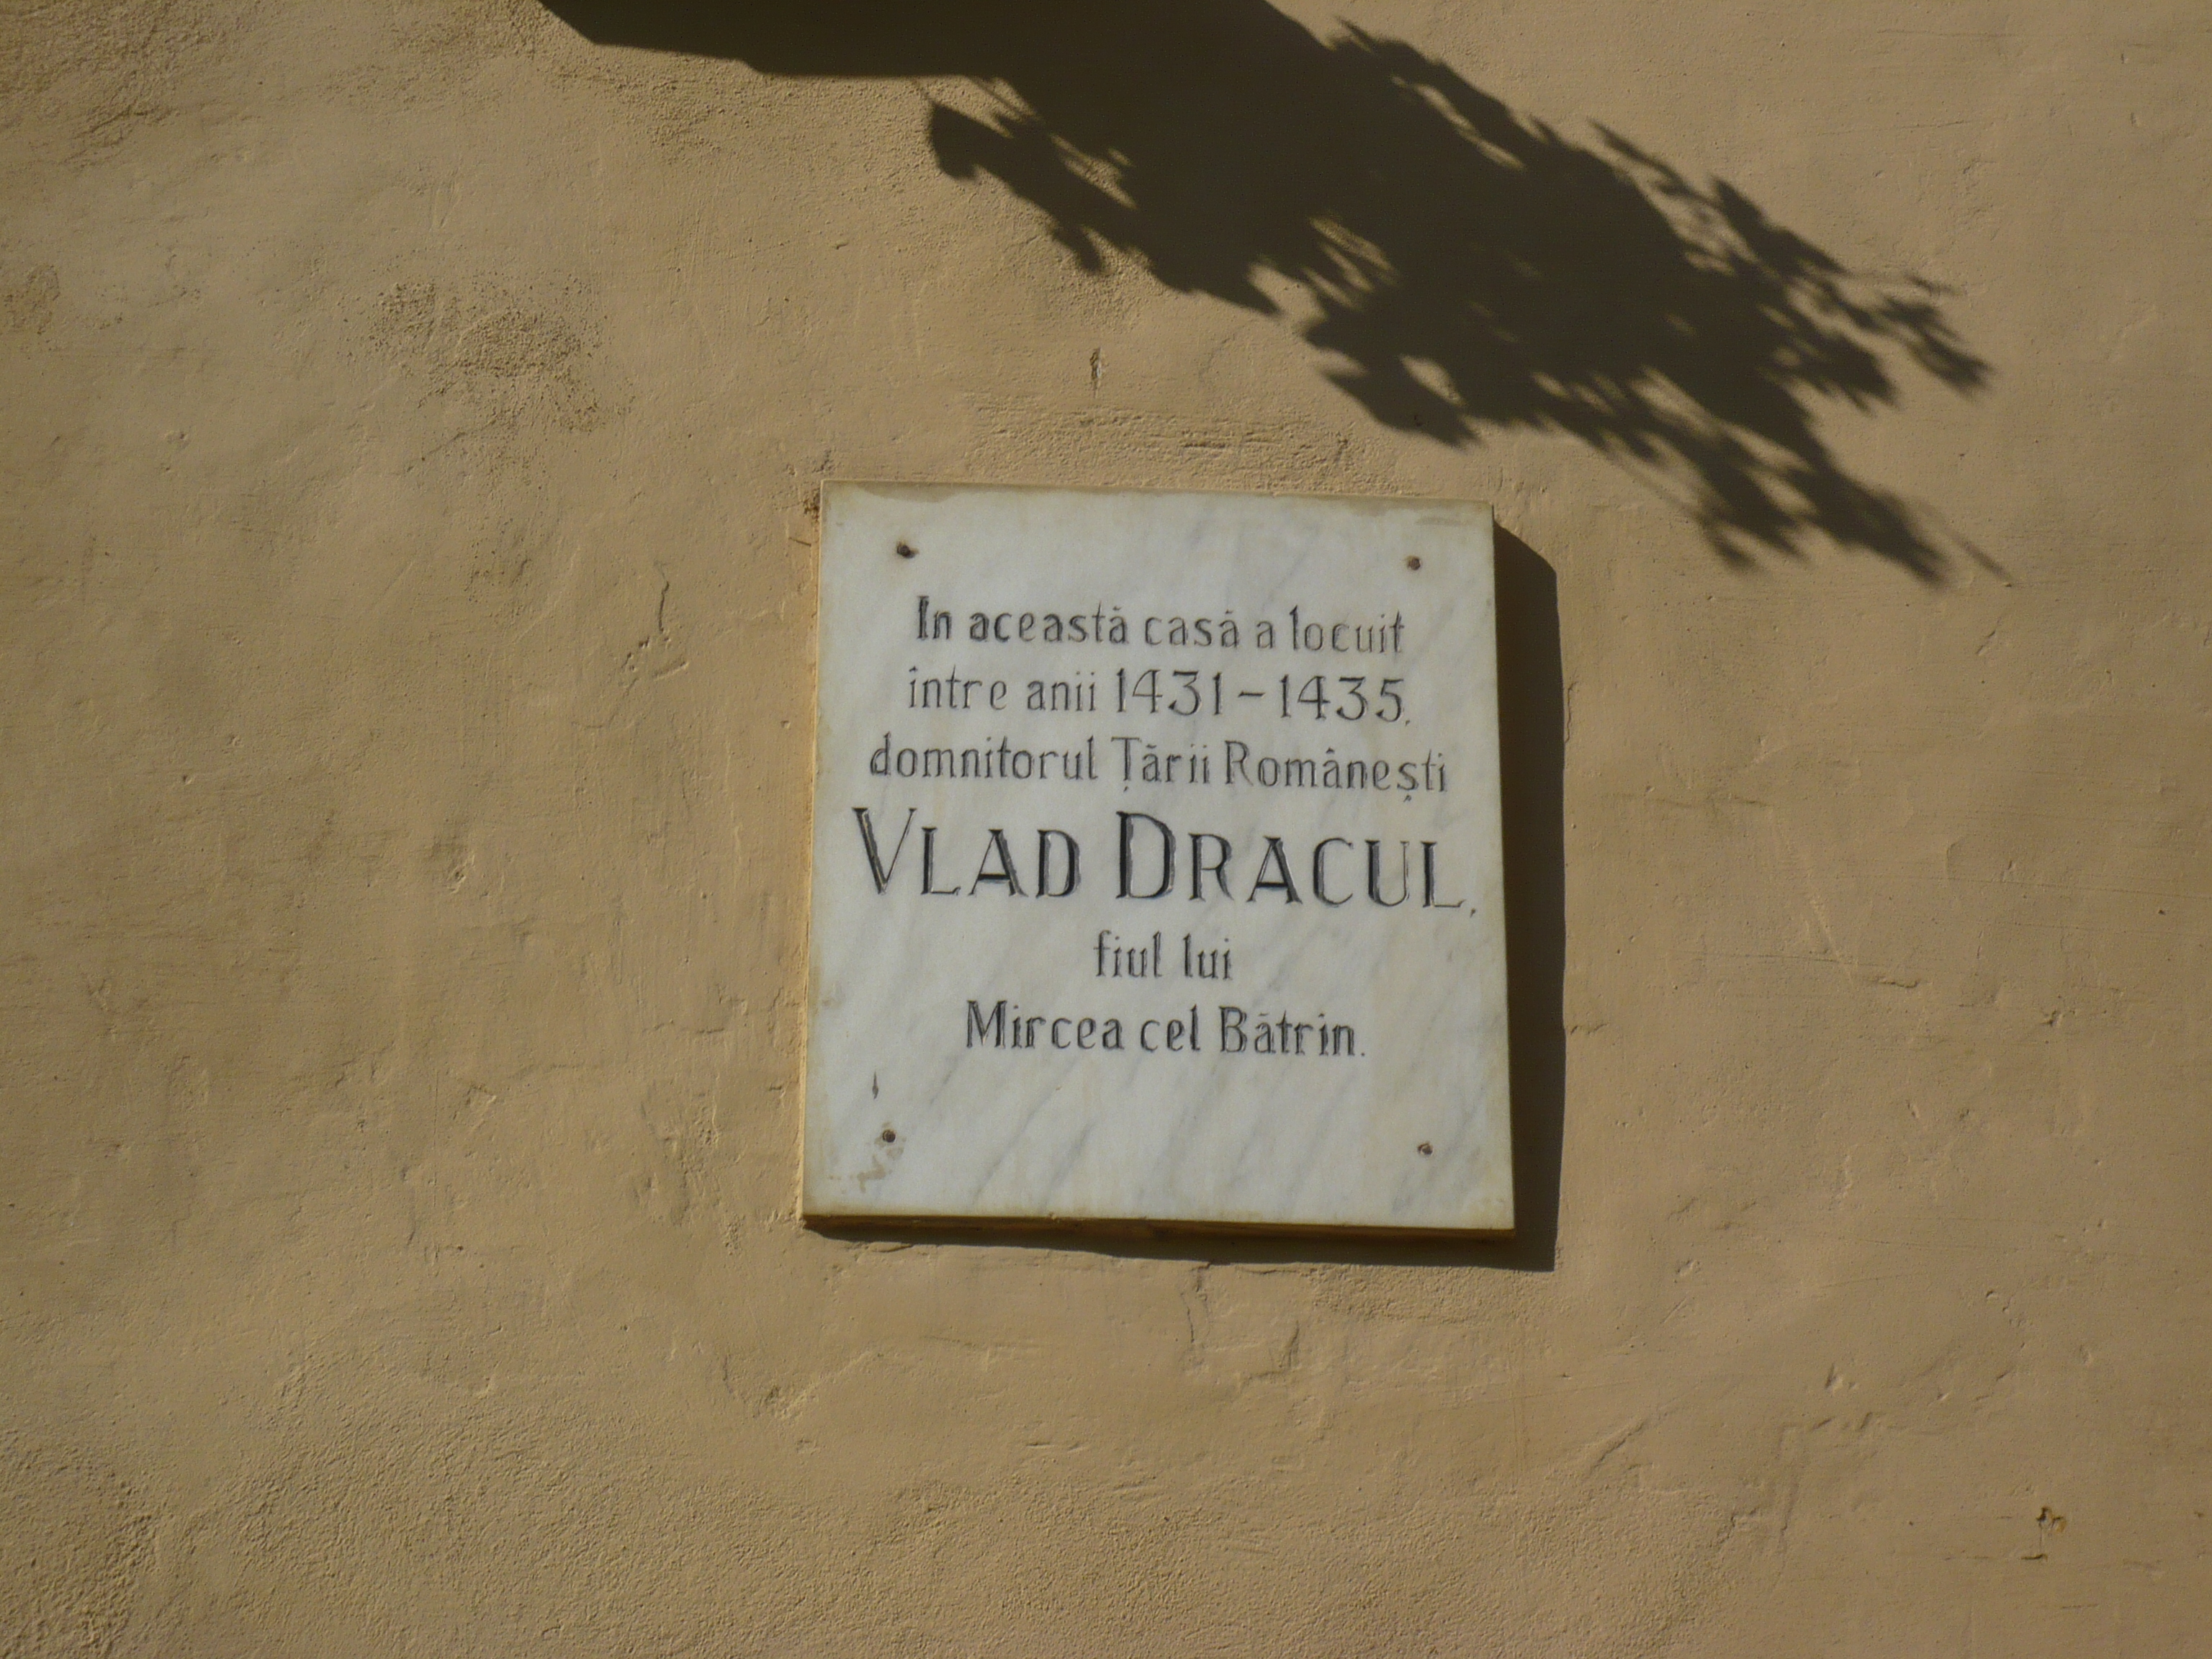 In această casă a locuit
între anii 1431-1435,
domnitorul Țării Românești
VLAD DRACUL,
fiul lui
Mircea cel Bătrin.